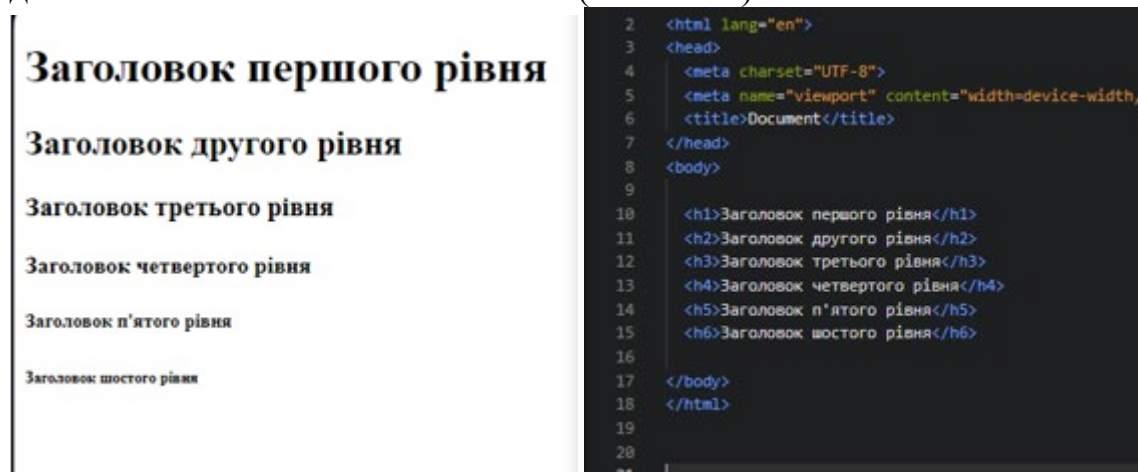 Заголовок першого рівня
Заголовок другого рівня
Заголовок третього рівня
Заголовок четвертого рівня
Заголовок п'ятого рівня
Заголовок шостого рівня
2 <html lang="en">
3 <head>
4 <meta charset="UTF-8">
5 <meta name="viewport" content="width=device-width,
6 <title>Document</title>
7 </head>
8 <body>
9
10 <h1>Заголовок першого рівня</h1>
11 <h2>Заголовок другого рівня</h2>
12 <h3>Заголовок третього рівня</h3>
13 <h4>Заголовок четвертого рівня</h4>
14 <h5>Заголовок п'ятого рівня</h5>
15 <h6>Заголовок шостого рівня</h6>
16
17 </body>
18 </html>
19
20